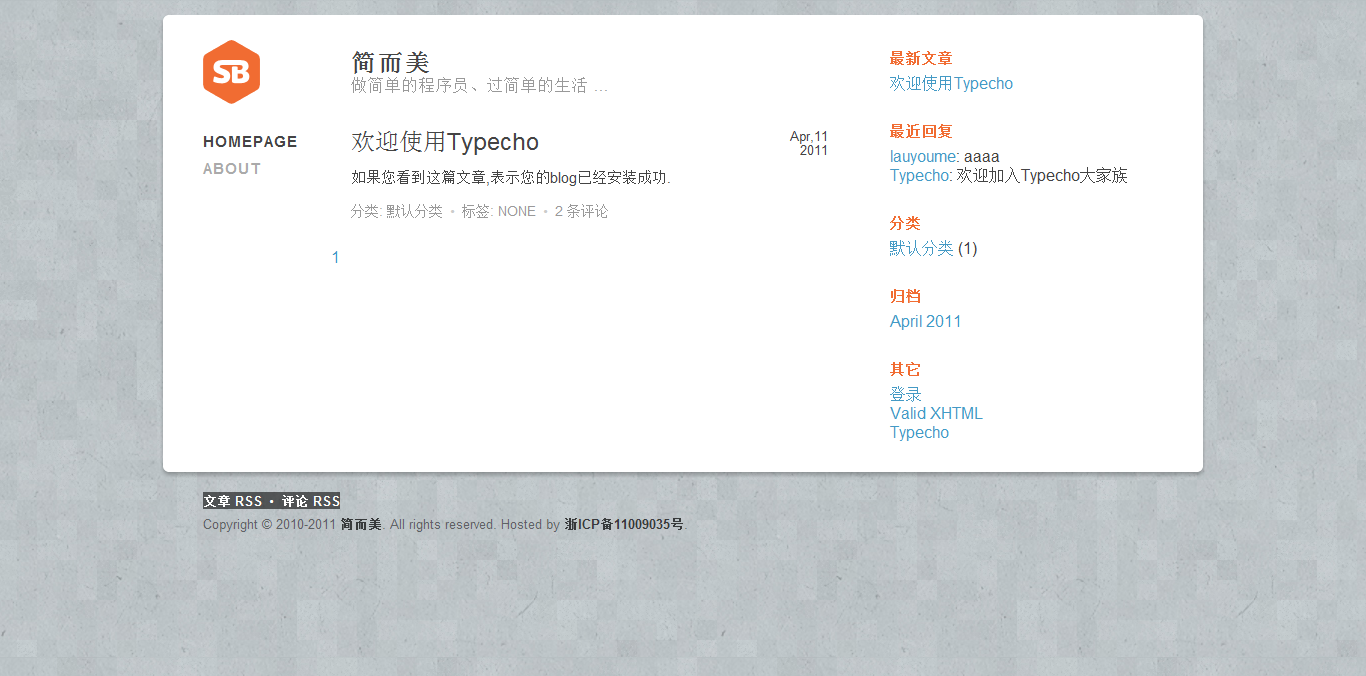 SB
HOMEPAGE
ABOUT
简而美
做简单的程序员、过简单的生活 ...
欢迎使用Typecho
Apr,11
2011
如果您看到这篇文章,表示您的blog已经安装成功.
分类: 默认分类 • 标签: NONE • 2 条评论
1
最新文章
欢迎使用Typecho
最近回复
lauyoume: aaaa
Typecho: 欢迎加入Typecho大家族
分类
默认分类 (1)
归档
April 2011
其它
登录
Valid XHTML
Typecho
文章 RSS • 评论 RSS
Copyright © 2010-2011 简而美. All rights reserved. Hosted by 浙ICP备11009035号.